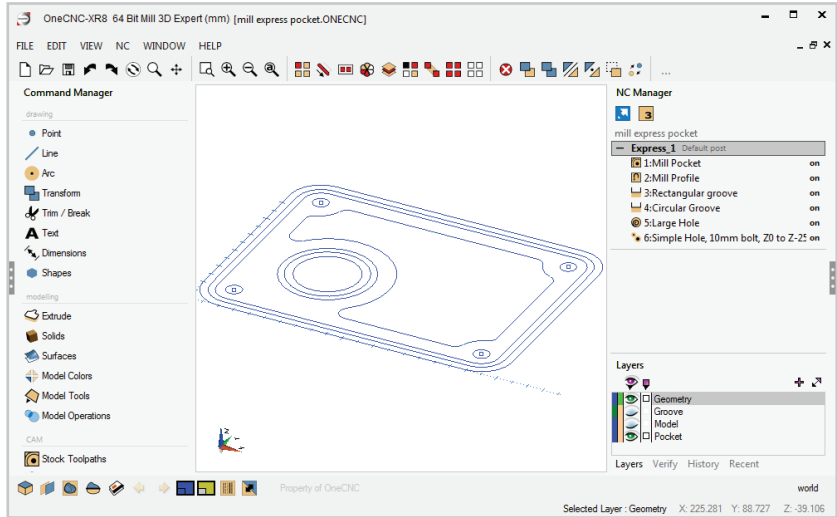 OneCNC-XR8 64 Bit Mill 3D Expert (mm) [mill express pocket.ONECNC]
FILE EDIT VIEW NC WINDOW HELP
Command Manager
drawing
Point
Line
Arc
Transform
Trim / Break
A Text
Dimensions
Shapes
modelling
Extrude
Solids
Surfaces
Model Colors
Model Tools
Model Operations
CAM
Stock Toolpaths
Z
Y
X
NC Manager
3
mill express pocket
Express_1 Default post
1:Mill Pocket on
2:Mill Profile on
3:Rectangular groove on
4:Circular Groove on
5:Large Hole on
6:Simple Hole, 10mm bolt, Z0 to Z-25 on
Layers
Geometry
Groove
Model
Pocket
Layers Verify History Recent
Property of OneCNC
world
Selected Layer : Geometry X: 225.281 Y: 88.727 Z: -39.106